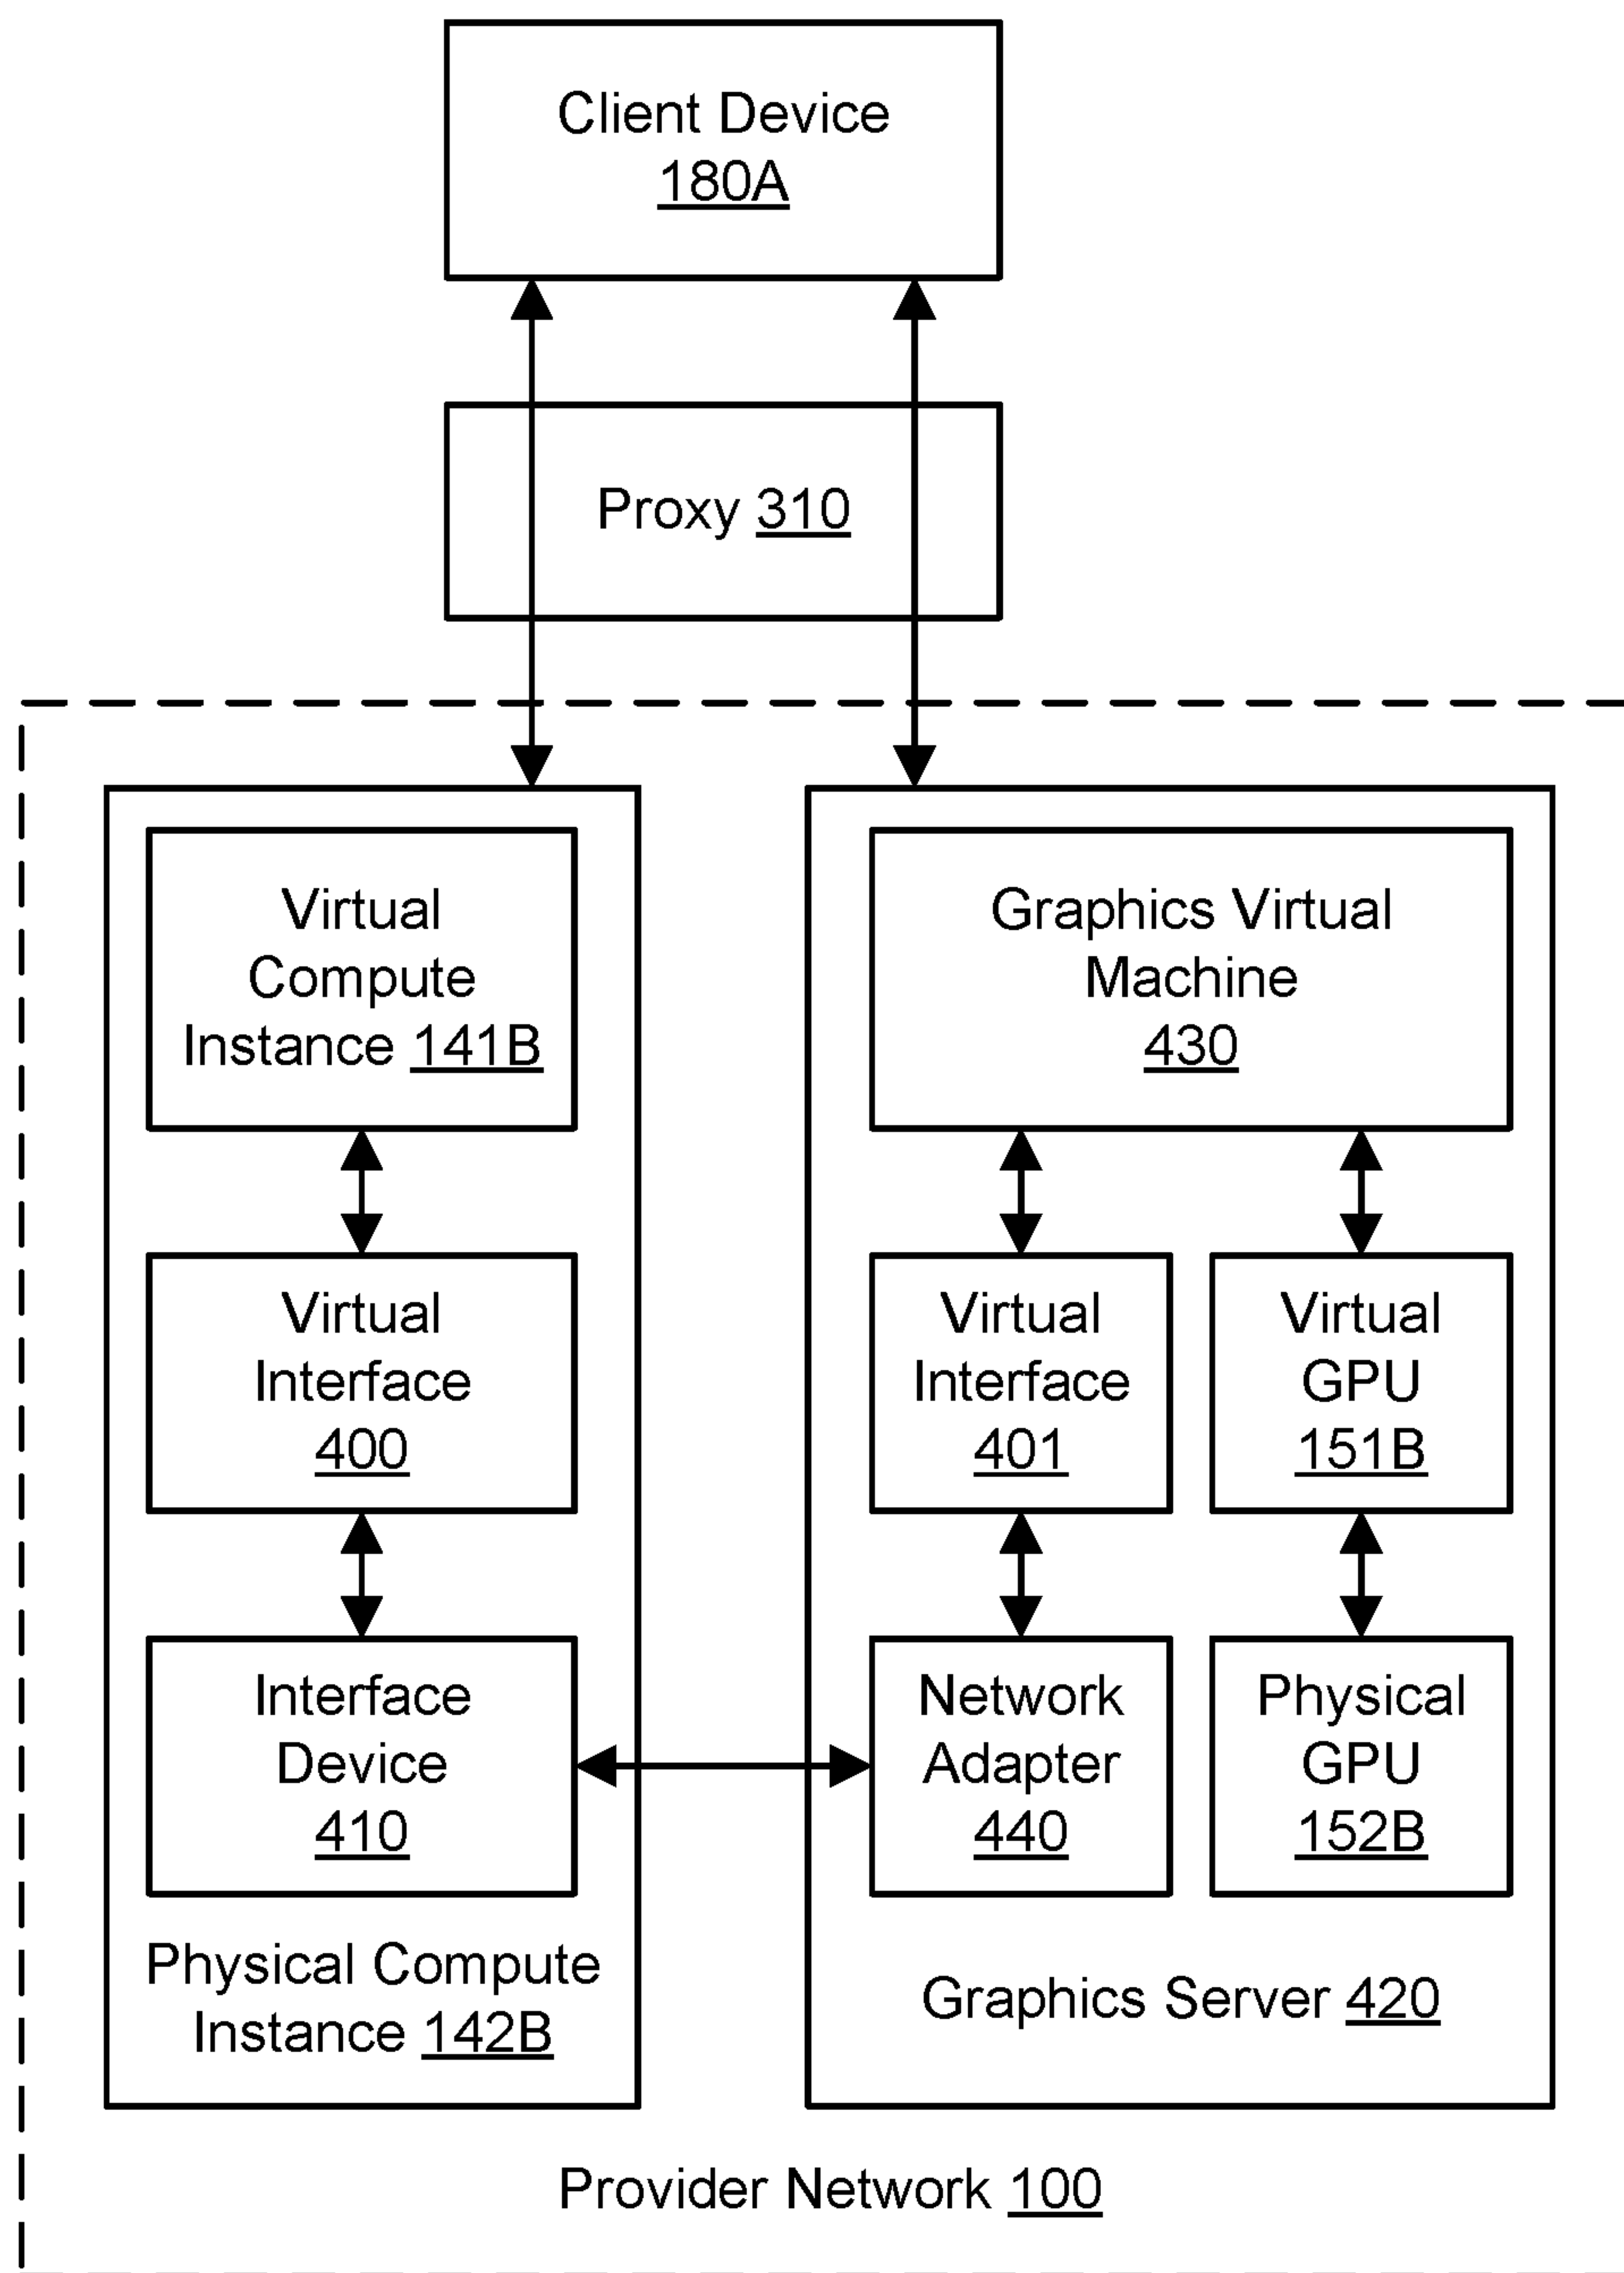 Client Device
180A
Proxy 310
Virtual
Compute
Instance 141B
Virtual
Interface
400
Interface
Device
410
Physical Compute
Instance 142B
Graphics Virtual
Machine
430
Virtual
Interface
401
Virtual
GPU
151B
Network
Adapter
440
Physical
GPU
152B
Graphics Server 420
Provider Network 100